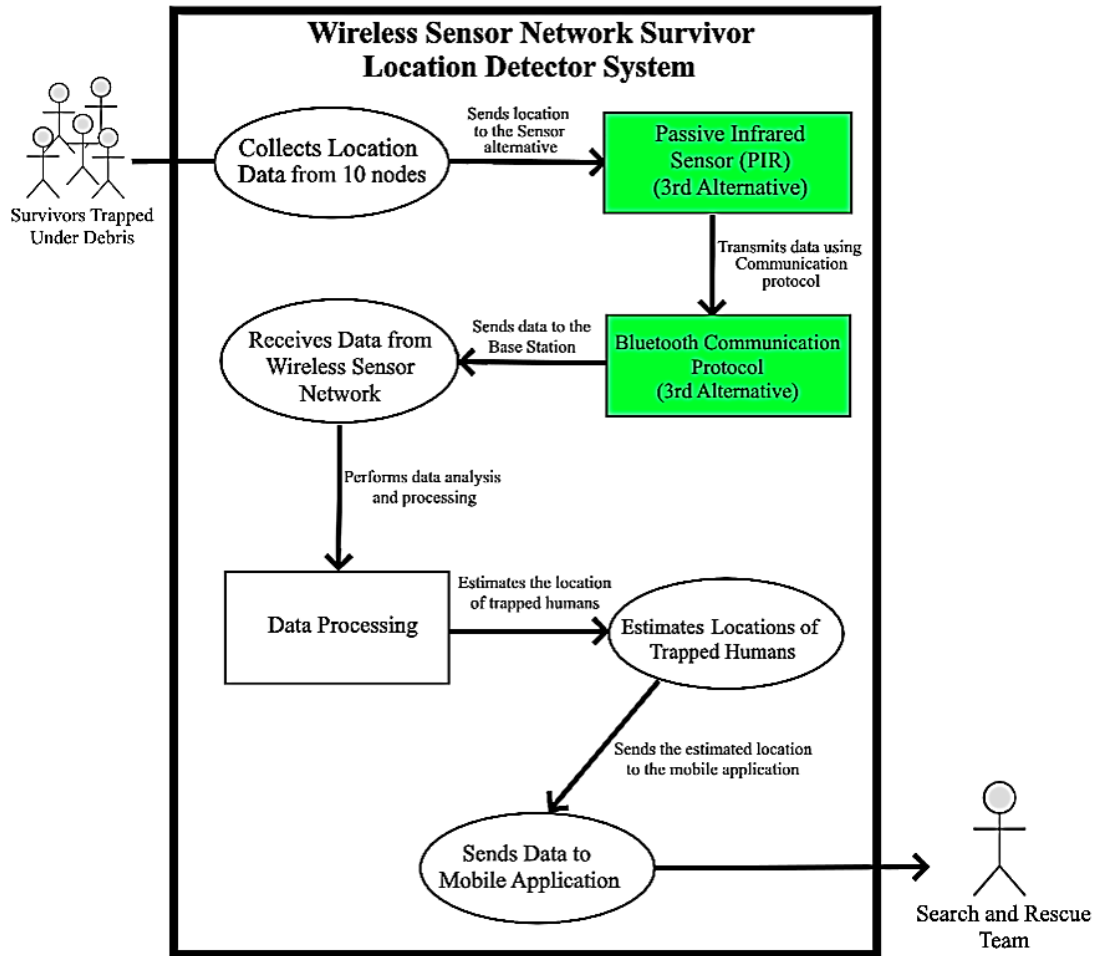 Wireless Sensor Network Survivor
Location Detector System
Survivors Trapped
Under Debris
Collects Location
Data from 10 nodes
Sends location
to the Sensor
alternative
Passive Infrared
Sensor (PIR)
(3rd Alternative)
Transmits data using
Communication
protocol
Bluetooth Communication
Protocol
(3rd Alternative)
Sends data to the
Base Station
Receives Data from
Wireless Sensor
Network
Performs data analysis
and processing
Data Processing
Estimates the location
of trapped humans
Estimates Locations of
Trapped Humans
Sends the estimated location
to the mobile application
Sends Data to
Mobile Application
Search and Rescue
Team